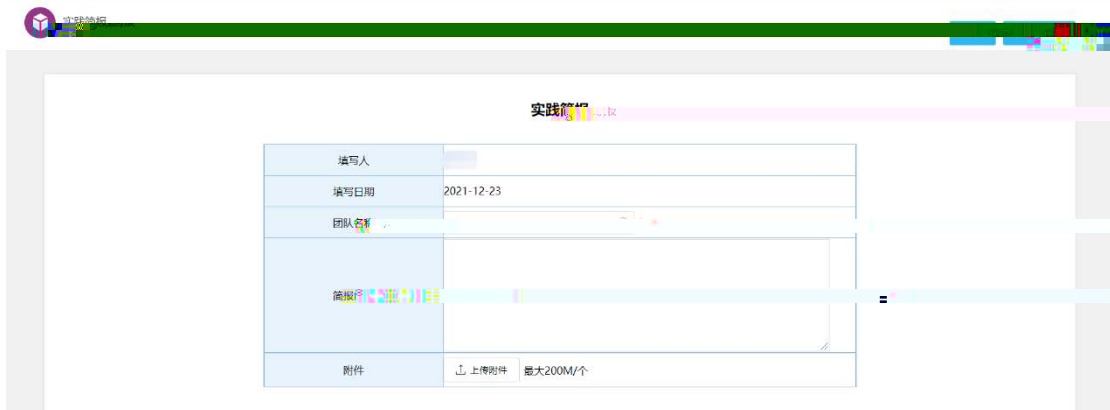 实践简报
实践简报
填写人
填写日期 2021-12-23
团队名称
简报
附件 上传附件 最大200M/个